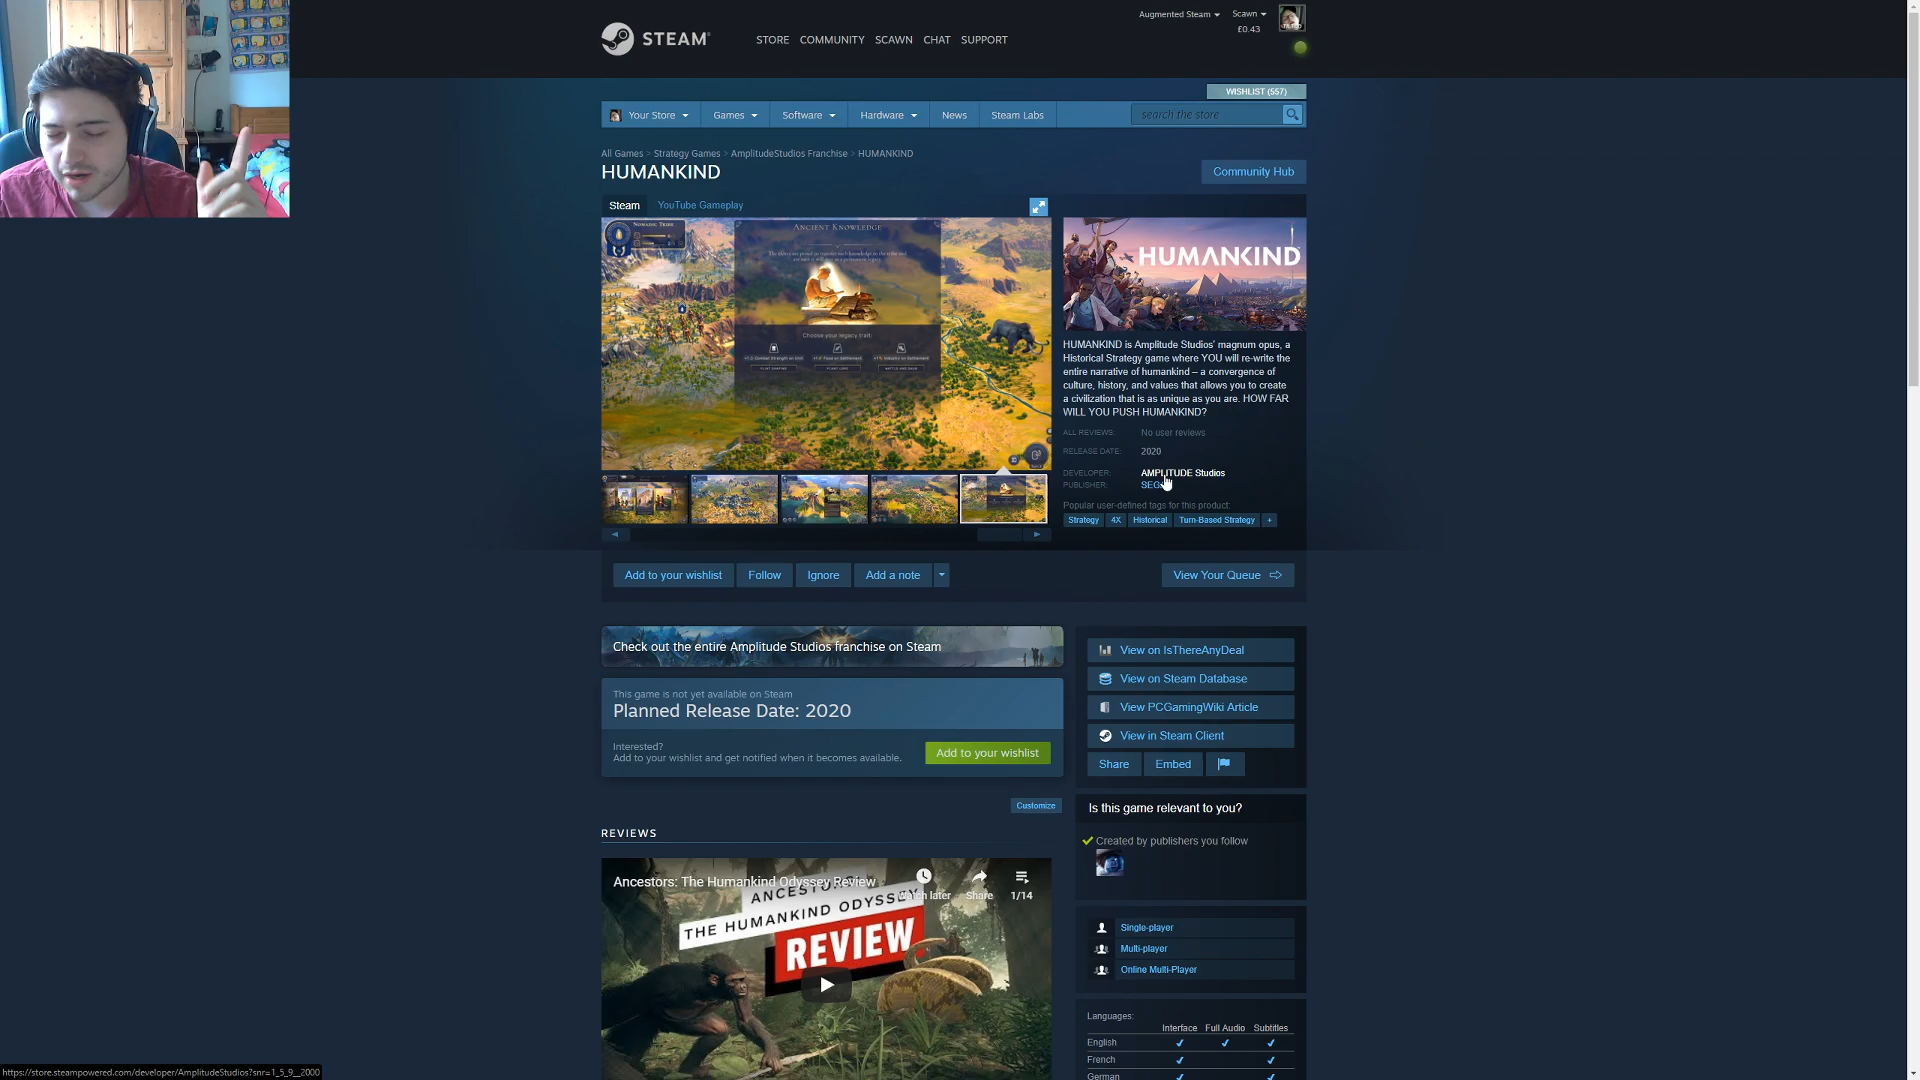 Augmented Steam
Scawn
£0.43
STEAM
STORE COMMUNITY SCAWN CHAT SUPPORT
WISHLIST (557)
Your Store
Games
Software
Hardware
News
Steam Labs
search the store
All Games > Strategy Games > AmplitudeStudios Franchise > HUMANKIND
HUMANKIND
Community Hub
Steam
YouTube Gameplay
NOMADIC TRIBE
ANCIENT KNOWLEDGE
Choose your legacy trait:
HUMANKIND
HUMANKIND is Amplitude Studios' magnum opus, a
Historical Strategy game where YOU will re-write the
entire narrative of humankind – a convergence of
culture, history, and values that allows you to create
a civilization that is as unique as you are. HOW FAR
WILL YOU PUSH HUMANKIND?
ALL REVIEWS: No user reviews
RELEASE DATE: 2020
DEVELOPER: AMPLITUDE Studios
PUBLISHER:
Popular user-defined tags for this product:
Strategy 4X Historical Turn-Based Strategy +
Add to your wishlist
Follow
Ignore
Add a note
View Your Queue
Check out the entire Amplitude Studios franchise on Steam
This game is not yet available on Steam
Planned Release Date: 2020
Interested?
Add to your wishlist and get notified when it becomes available.
Add to your wishlist
Customize
REVIEWS
Ancestors: The Humankind Odyssey Review
Watch later
Share
1/14
ANCESTORS:
THE HUMANKIND ODYSSEY
REVIEW
View on IsThereAnyDeal
View on Steam Database
View PCGamingWiki Article
View in Steam Client
Share
Embed
Is this game relevant to you?
Created by publishers you follow
Single-player
Multi-player
Online Multi-Player
Languages:
Interface Full Audio Subtitles
English
French
German
https://store.steampowered.com/developer/AmplitudeStudios?snr=1_5_9__2000